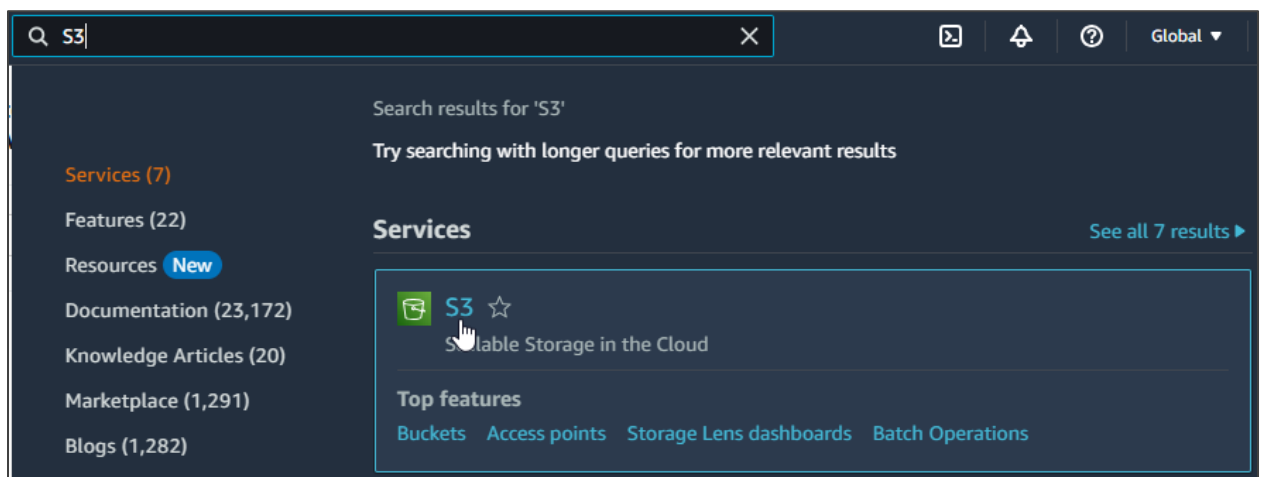 S3
Global
Search results for 'S3'
Try searching with longer queries for more relevant results
Services (7)
Features (22)
Resources New
Documentation (23,172)
Knowledge Articles (20)
Marketplace (1,291)
Blogs (1,282)
Services
See all 7 results
S3
Scalable Storage in the Cloud
Top features
Buckets Access points Storage Lens dashboards Batch Operations